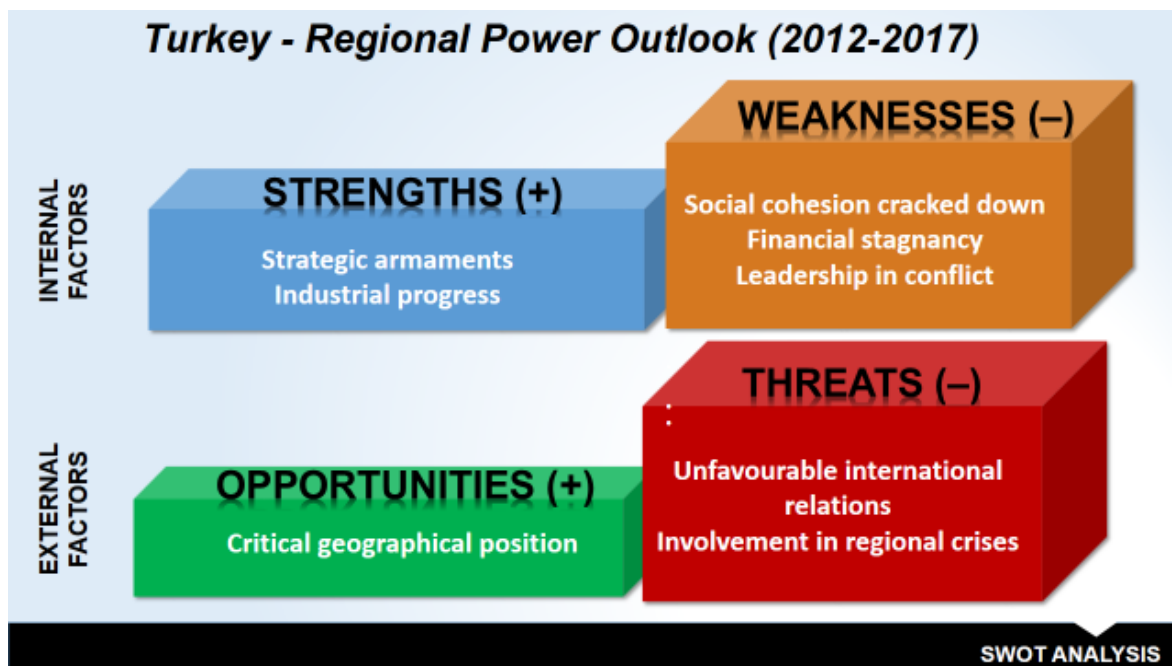 Turkey - Regional Power Outlook (2012-2017)
INTERNAL
FACTORS
STRENGTHS (+)
Strategic armaments
Industrial progress
WEAKNESSES (–)
Social cohesion cracked down
Financial stagnancy
Leadership in conflict
EXTERNAL
FACTORS
OPPORTUNITIES (+)
Critical geographical position
THREATS (–)
:
Unfavourable international
relations
Involvement in regional crises
SWOT ANALYSIS